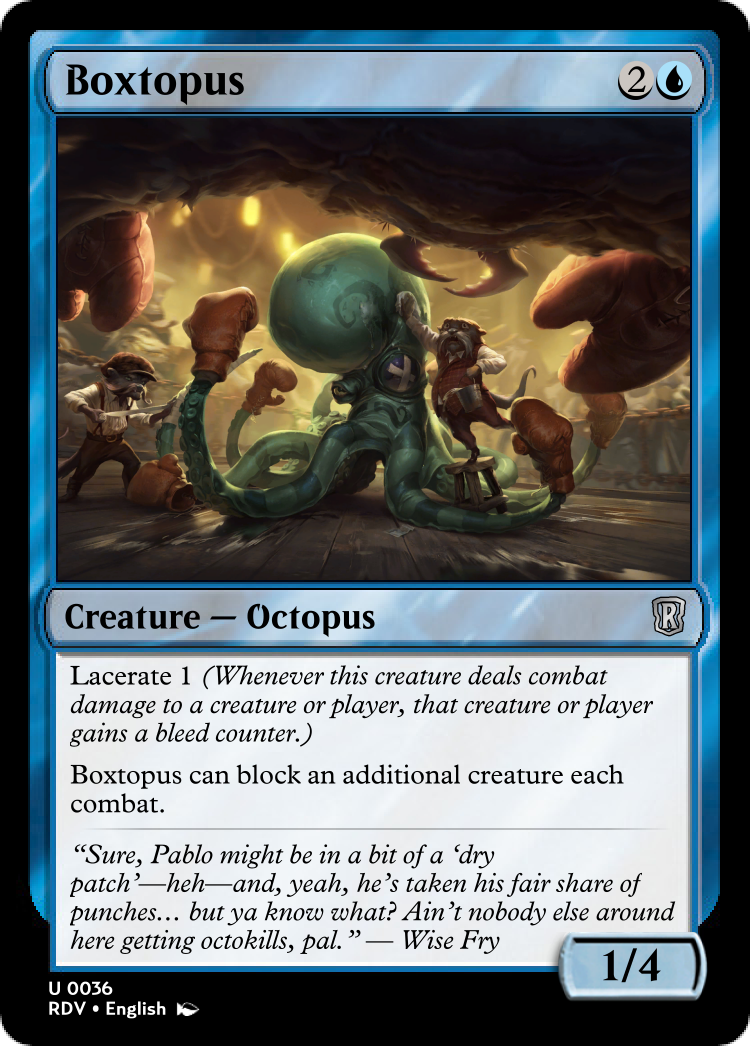 Boxtopus 2
Creature — Octopus R
Lacerate 1 (Whenever this creature deals combat
damage to a creature or player, that creature or player
gains a bleed counter.)
Boxtopus can block an additional creature each
combat.
“Sure, Pablo might be in a bit of a ‘dry
patch’—heh—and, yeah, he’s taken his fair share of
punches… but ya know what? Ain’t nobody else around
here getting octokills, pal.” — Wise Fry
1/4
U 0036
RDV • English